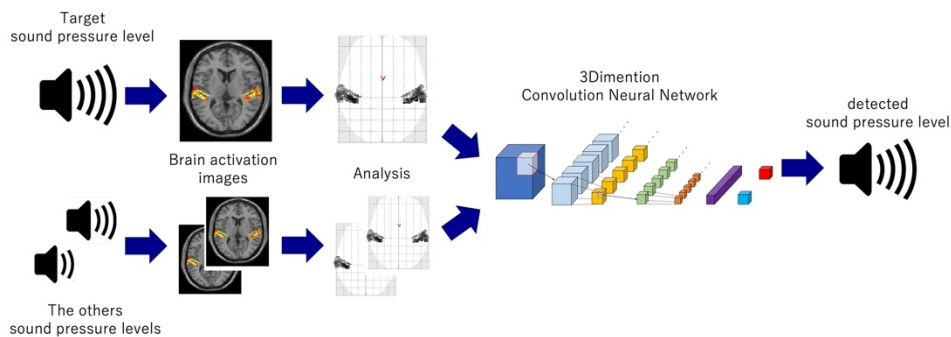 Target
sound pressure level
3Dimention
Convolution Neural Network
detected
sound pressure level
Brain activation
images
Analysis
The others
sound pressure levels